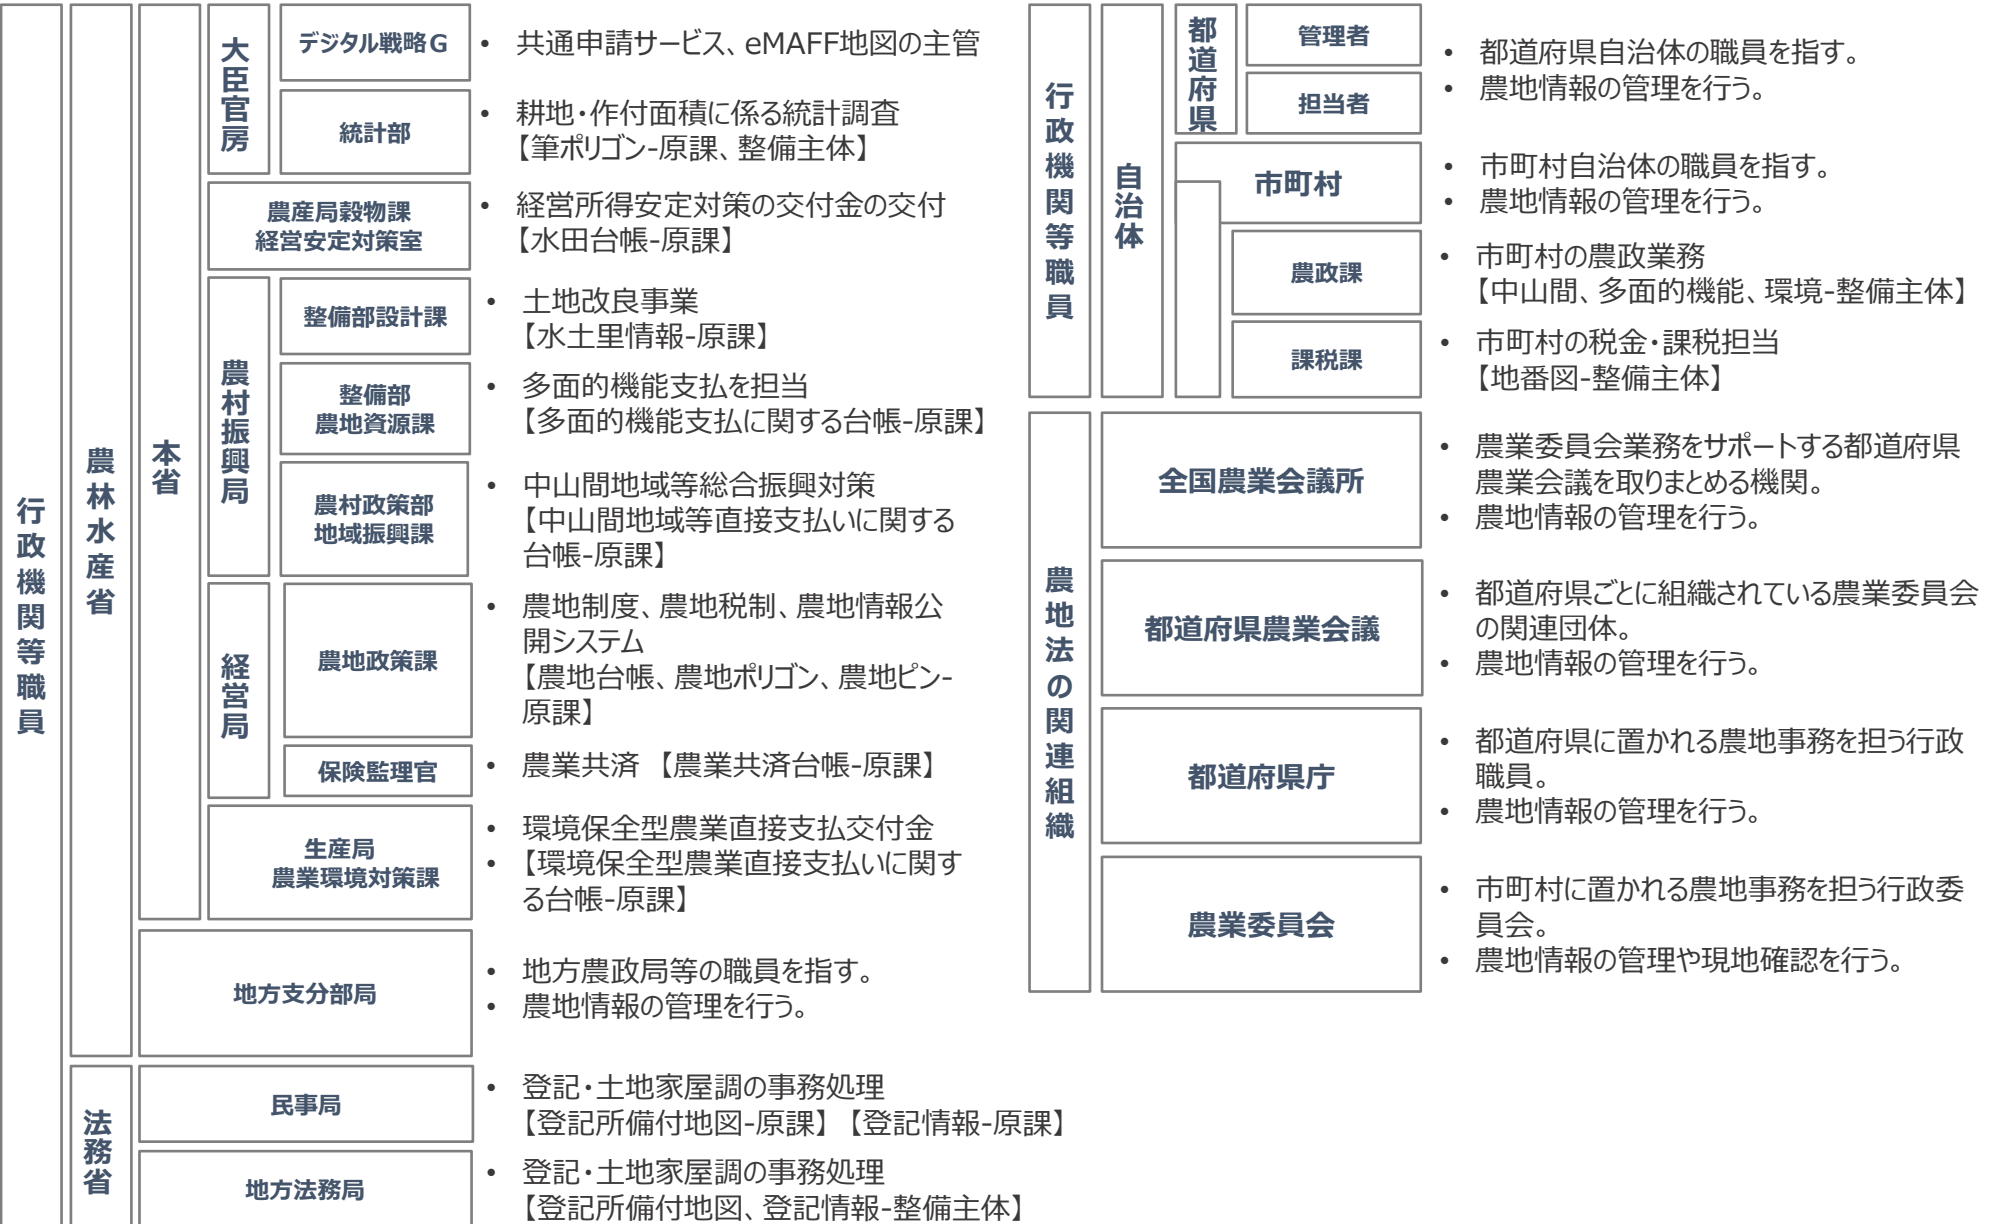 行政機関等職員
農林水産省
本省
大臣官房
デジタル戦略G
• 共通申請サービス、eMAFF地図の主管
統計部
• 耕地・作付面積に係る統計調査
【筆ポリゴン-原課、整備主体】
農産局穀物課
経営安定対策室
• 経営所得安定対策の交付金の交付
【水田台帳-原課】
農村振興局
整備部設計課
• 土地改良事業
【水土里情報-原課】
整備部
農地資源課
• 多面的機能支払を担当
【多面的機能支払に関する台帳-原課】
農村政策部
地域振興課
• 中山間地域等総合振興対策
【中山間地域等直接支払いに関する
台帳-原課】
経営局
農地政策課
• 農地制度、農地税制、農地情報公
開システム
【農地台帳、農地ポリゴン、農地ピン-
原課】
保険監理官
• 農業共済 【農業共済台帳-原課】
生産局
農業環境対策課
• 環境保全型農業直接支払交付金
• 【環境保全型農業直接支払いに関す
る台帳-原課】
地方支分部局
• 地方農政局等の職員を指す。
• 農地情報の管理を行う。
法務省
民事局
• 登記・土地家屋調の事務処理
【登記所備付地図-原課】【登記情報-原課】
地方法務局
• 登記・土地家屋調の事務処理
【登記所備付地図、登記情報-整備主体】
行政機関等職員
自治体
都道府県
管理者
担当者
• 都道府県自治体の職員を指す。
• 農地情報の管理を行う。
市町村
• 市町村自治体の職員を指す。
• 農地情報の管理を行う。
農政課
• 市町村の農政業務
【中山間、多面的機能、環境-整備主体】
課税課
• 市町村の税金・課税担当
【地番図-整備主体】
農地法の関連組織
全国農業会議所
• 農業委員会業務をサポートする都道府県
農業会議を取りまとめる機関。
• 農地情報の管理を行う。
都道府県農業会議
• 都道府県ごとに組織されている農業委員会
の関連団体。
• 農地情報の管理を行う。
都道府県庁
• 都道府県に置かれる農地事務を担う行政
職員。
• 農地情報の管理を行う。
農業委員会
• 市町村に置かれる農地事務を担う行政委
員会。
• 農地情報の管理や現地確認を行う。